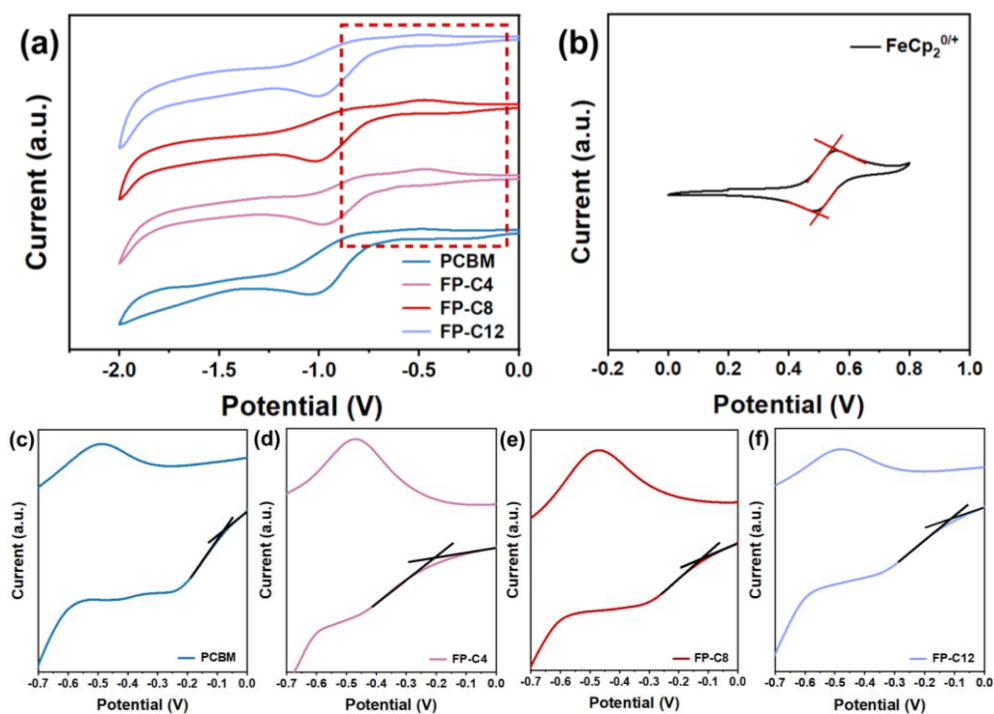 (a)
Current (a.u.)
PCBM
FP-C4
FP-C8
FP-C12
-2.0 -1.5 -1.0 -0.5 0.0
Potential (V)
(b)
FeCp₂⁰/⁺
Current (a.u.)
-0.2 0.0 0.2 0.4 0.6 0.8 1.0
Potential (V)
(c)
Current (a.u.)
PCBM
-0.7 -0.6 -0.5 -0.4 -0.3 -0.2 -0.1 0.0
Potential (V)
(d)
Current (a.u.)
FP-C4
-0.7 -0.6 -0.5 -0.4 -0.3 -0.2 -0.1 0.0
Potential (V)
(e)
Current (a.u.)
FP-C8
-0.7 -0.6 -0.5 -0.4 -0.3 -0.2 -0.1 0.0
Potential (V)
(f)
Current (a.u.)
FP-C12
-0.7 -0.6 -0.5 -0.4 -0.3 -0.2 -0.1 0.0
Potential (V)